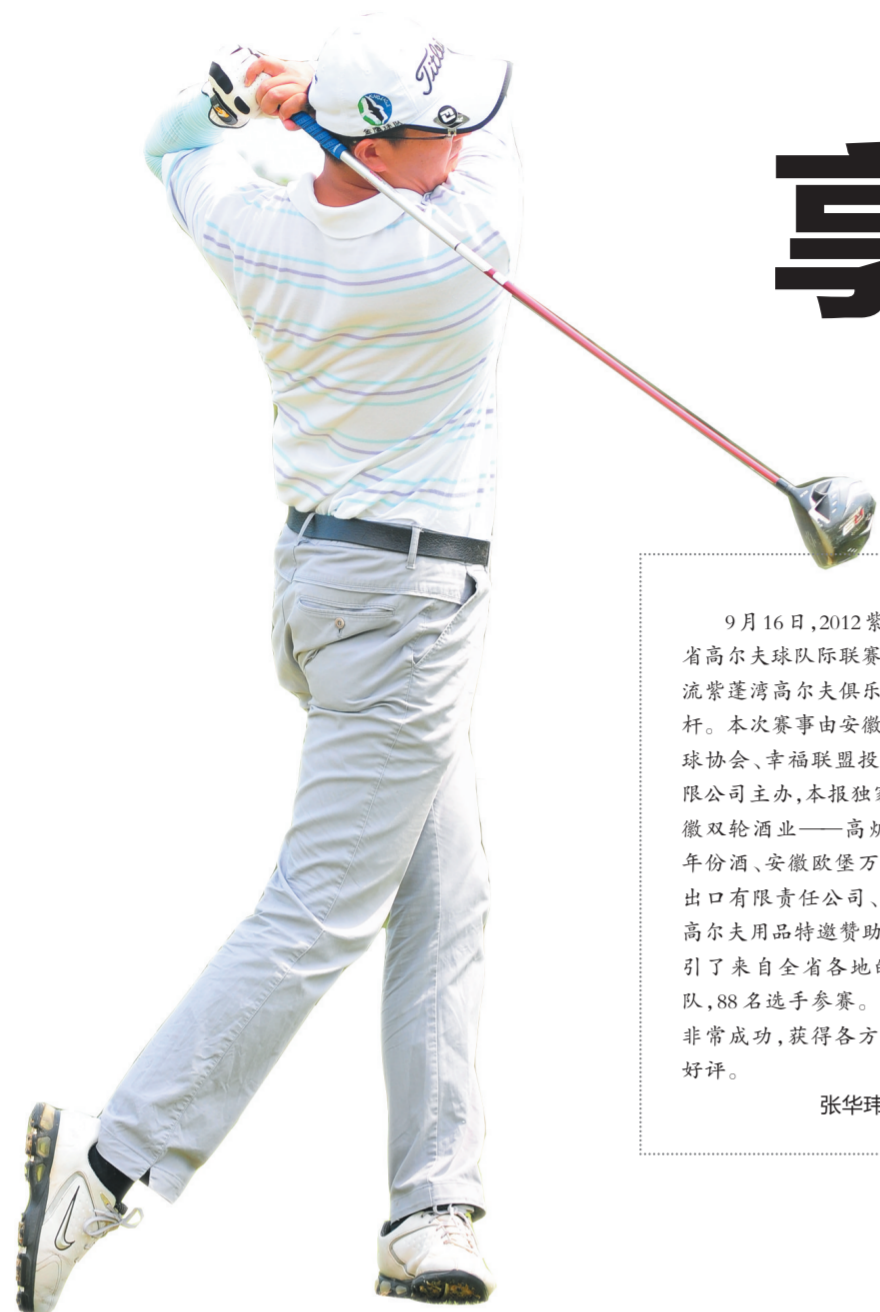 享
9月16日,2012紫
省高尔夫球队际联赛
流紫蓬湾高尔夫俱乐
杆。本次赛事由安徽
球协会、幸福联盟投
限公司主办,本报独
徽双轮酒业——高
年份酒、安徽欧堡万
出口有限责任公司、
高尔夫用品特邀赞助
引了来自全省各地的
队,88名选手参赛。
非常成功,获得各方
好评。
张华玮